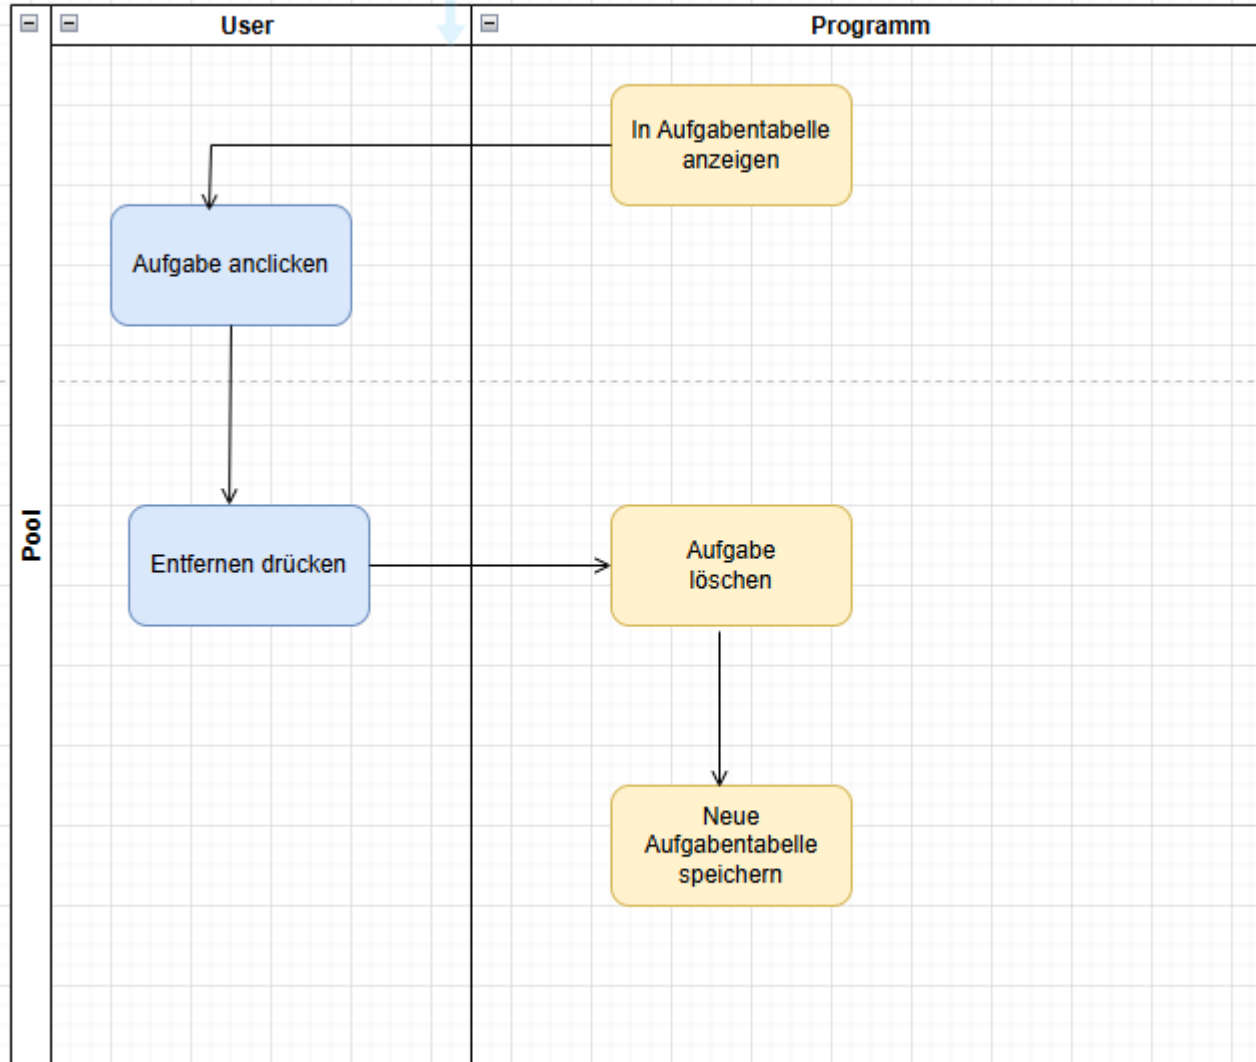 User
Programm
In Aufgabentabelle
anzeigen
Aufgabe anclicken
Pool
Entfernen drücken
Aufgabe
löschen
Neue
Aufgabentabelle
speichern